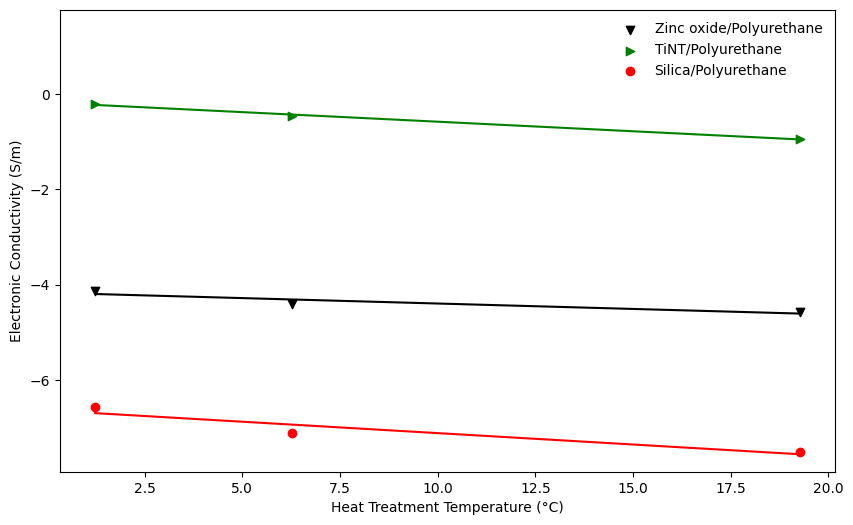 Zinc oxide/Polyurethane
TiNT/Polyurethane
Silica/Polyurethane
0
−2
−4
−6
Electronic Conductivity (S/m)
2.5 5.0 7.5 10.0 12.5 15.0 17.5 20.0
Heat Treatment Temperature (°C)